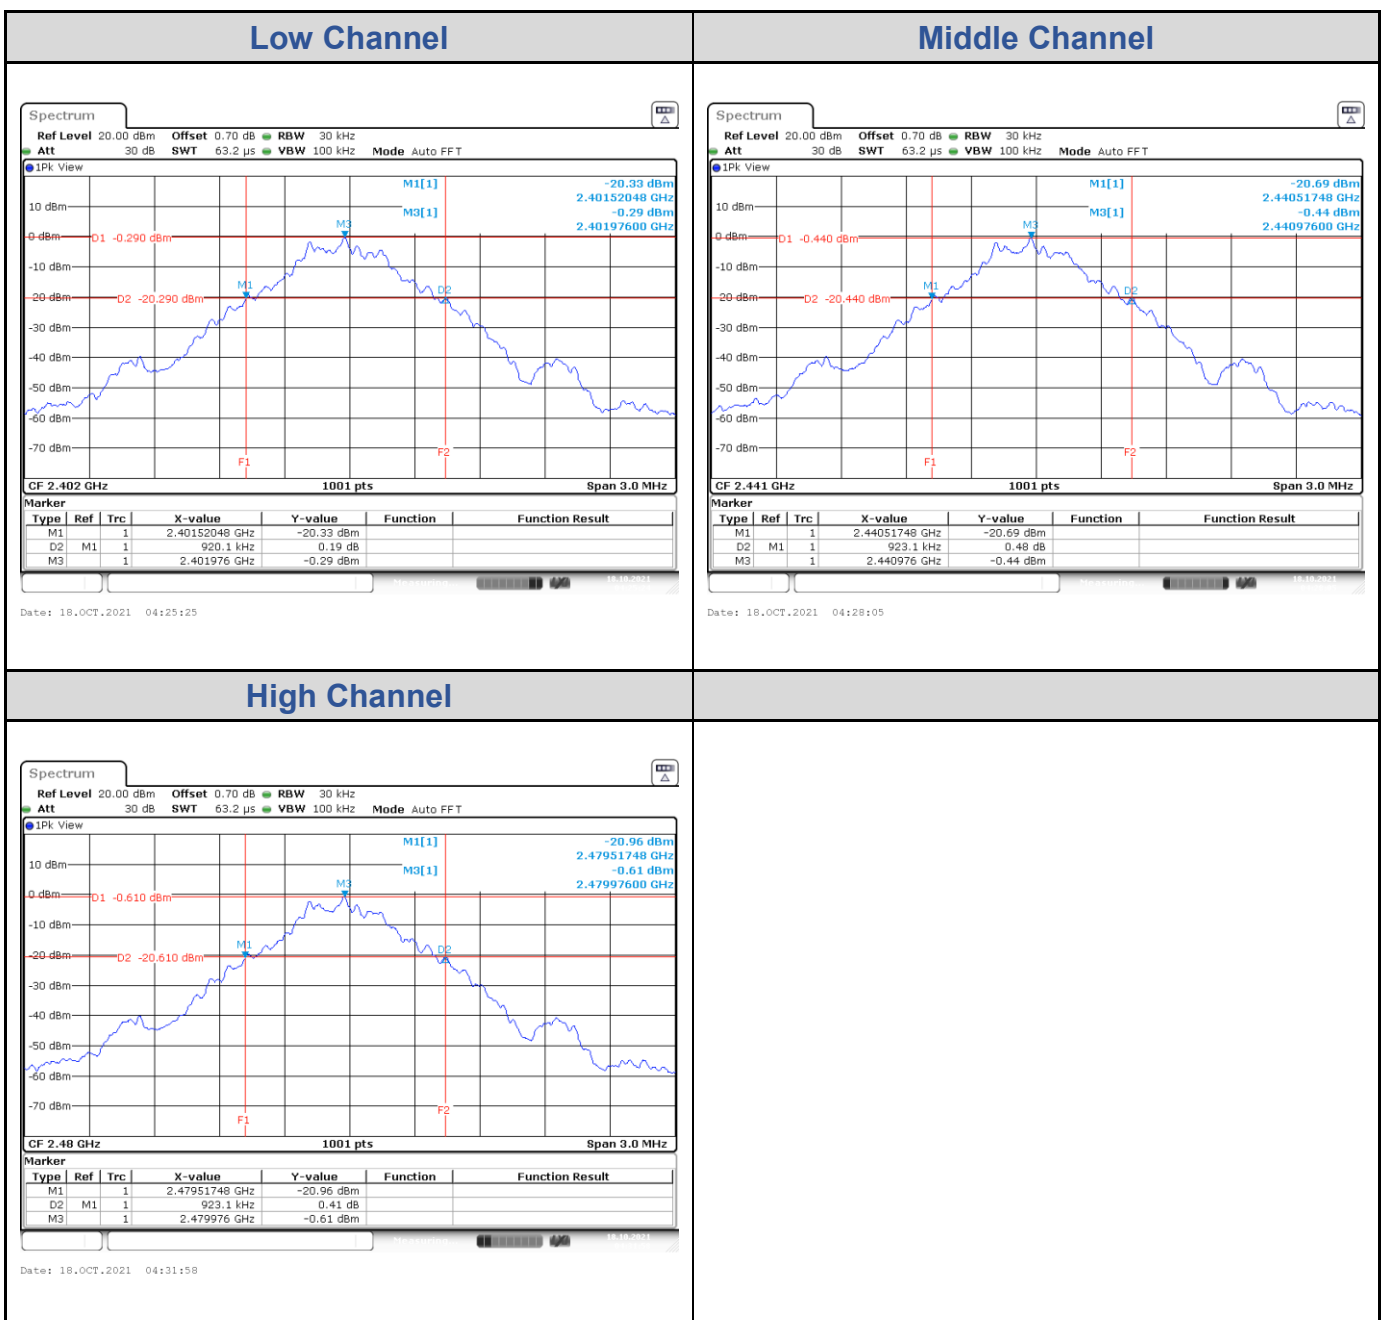 Low Channel
Middle Channel
Spectrum
Ref Level 20.00 dBm Offset 0.70 dB RBW 30 kHz
Att 30 dB SWT 63.2 µs VBW 100 kHz Mode Auto FFT
1Pk View
M1[1] -20.33 dBm
2.40152048 GHz
M3[1] -0.29 dBm
2.40197600 GHz
10 dBm
M3
0 dBm
D1 -0.290 dBm
-10 dBm
M1
D2
-20 dBm
D2 -20.290 dBm
-30 dBm
-40 dBm
-50 dBm
-60 dBm
-70 dBm
F1
F2
CF 2.402 GHz 1001 pts Span 3.0 MHz
Marker
Type Ref Trc X-value Y-value Function Function Result
M1 1 2.40152048 GHz -20.33 dBm
D2 M1 1 920.1 kHz 0.19 dB
M3 1 2.401976 GHz -0.29 dBm
Measuring 18.10.2021
Date: 18.OCT.2021 04:25:25
Spectrum
Ref Level 20.00 dBm Offset 0.70 dB RBW 30 kHz
Att 30 dB SWT 63.2 µs VBW 100 kHz Mode Auto FFT
1Pk View
M1[1] -20.69 dBm
2.44051748 GHz
M3[1] -0.44 dBm
2.44097600 GHz
10 dBm
M3
0 dBm
D1 -0.440 dBm
-10 dBm
M1
D2
-20 dBm
D2 -20.440 dBm
-30 dBm
-40 dBm
-50 dBm
-60 dBm
-70 dBm
F1
F2
CF 2.441 GHz 1001 pts Span 3.0 MHz
Marker
Type Ref Trc X-value Y-value Function Function Result
M1 1 2.44051748 GHz -20.69 dBm
D2 M1 1 923.1 kHz 0.48 dB
M3 1 2.440976 GHz -0.44 dBm
Measuring 18.10.2021
Date: 18.OCT.2021 04:28:05
High Channel
Spectrum
Ref Level 20.00 dBm Offset 0.70 dB RBW 30 kHz
Att 30 dB SWT 63.2 µs VBW 100 kHz Mode Auto FFT
1Pk View
M1[1] -20.96 dBm
2.47951748 GHz
M3[1] -0.61 dBm
2.47997600 GHz
10 dBm
M3
0 dBm
D1 -0.610 dBm
-10 dBm
M1
D2
-20 dBm
D2 -20.610 dBm
-30 dBm
-40 dBm
-50 dBm
-60 dBm
-70 dBm
F1
F2
CF 2.48 GHz 1001 pts Span 3.0 MHz
Marker
Type Ref Trc X-value Y-value Function Function Result
M1 1 2.47951748 GHz -20.96 dBm
D2 M1 1 923.1 kHz 0.41 dB
M3 1 2.479976 GHz -0.61 dBm
Measuring 18.10.2021
Date: 18.OCT.2021 04:31:58